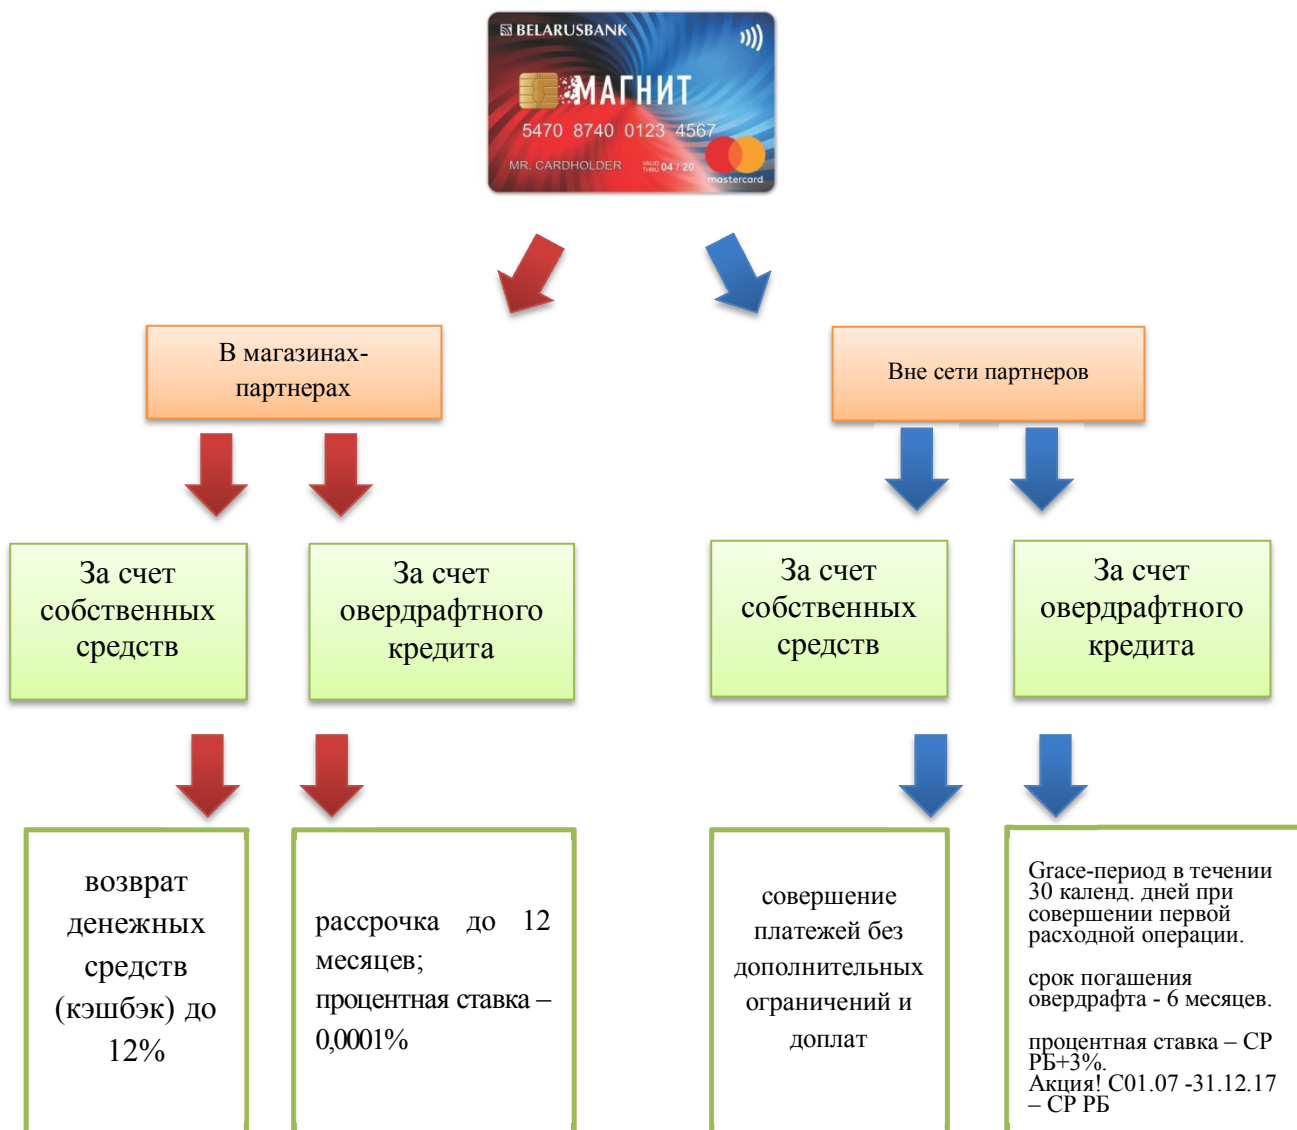 BELARUSBANK
МАГНИТ
5470 8740 0123 4567
MR. CARDHOLDER VALID THRU 04 / 20
mastercard
В магазинах-
партнерах
Вне сети партнеров
За счет
собственных
средств
За счет
овердрафтного
кредита
За счет
собственных
средств
За счет
овердрафтного
кредита
возврат
денежных
средств
(кэшбэк) до
12%
рассрочка до 12
месяцев;
процентная ставка –
0,0001%
совершение
платежей без
дополнительных
ограничений и
доплат
Grace-период в течении
30 календ. дней при
совершении первой
расходной операции.
срок погашения
овердрафта - 6 месяцев.
процентная ставка – СР
РБ+3%.
Акция! С01.07 -31.12.17
– СР РБ